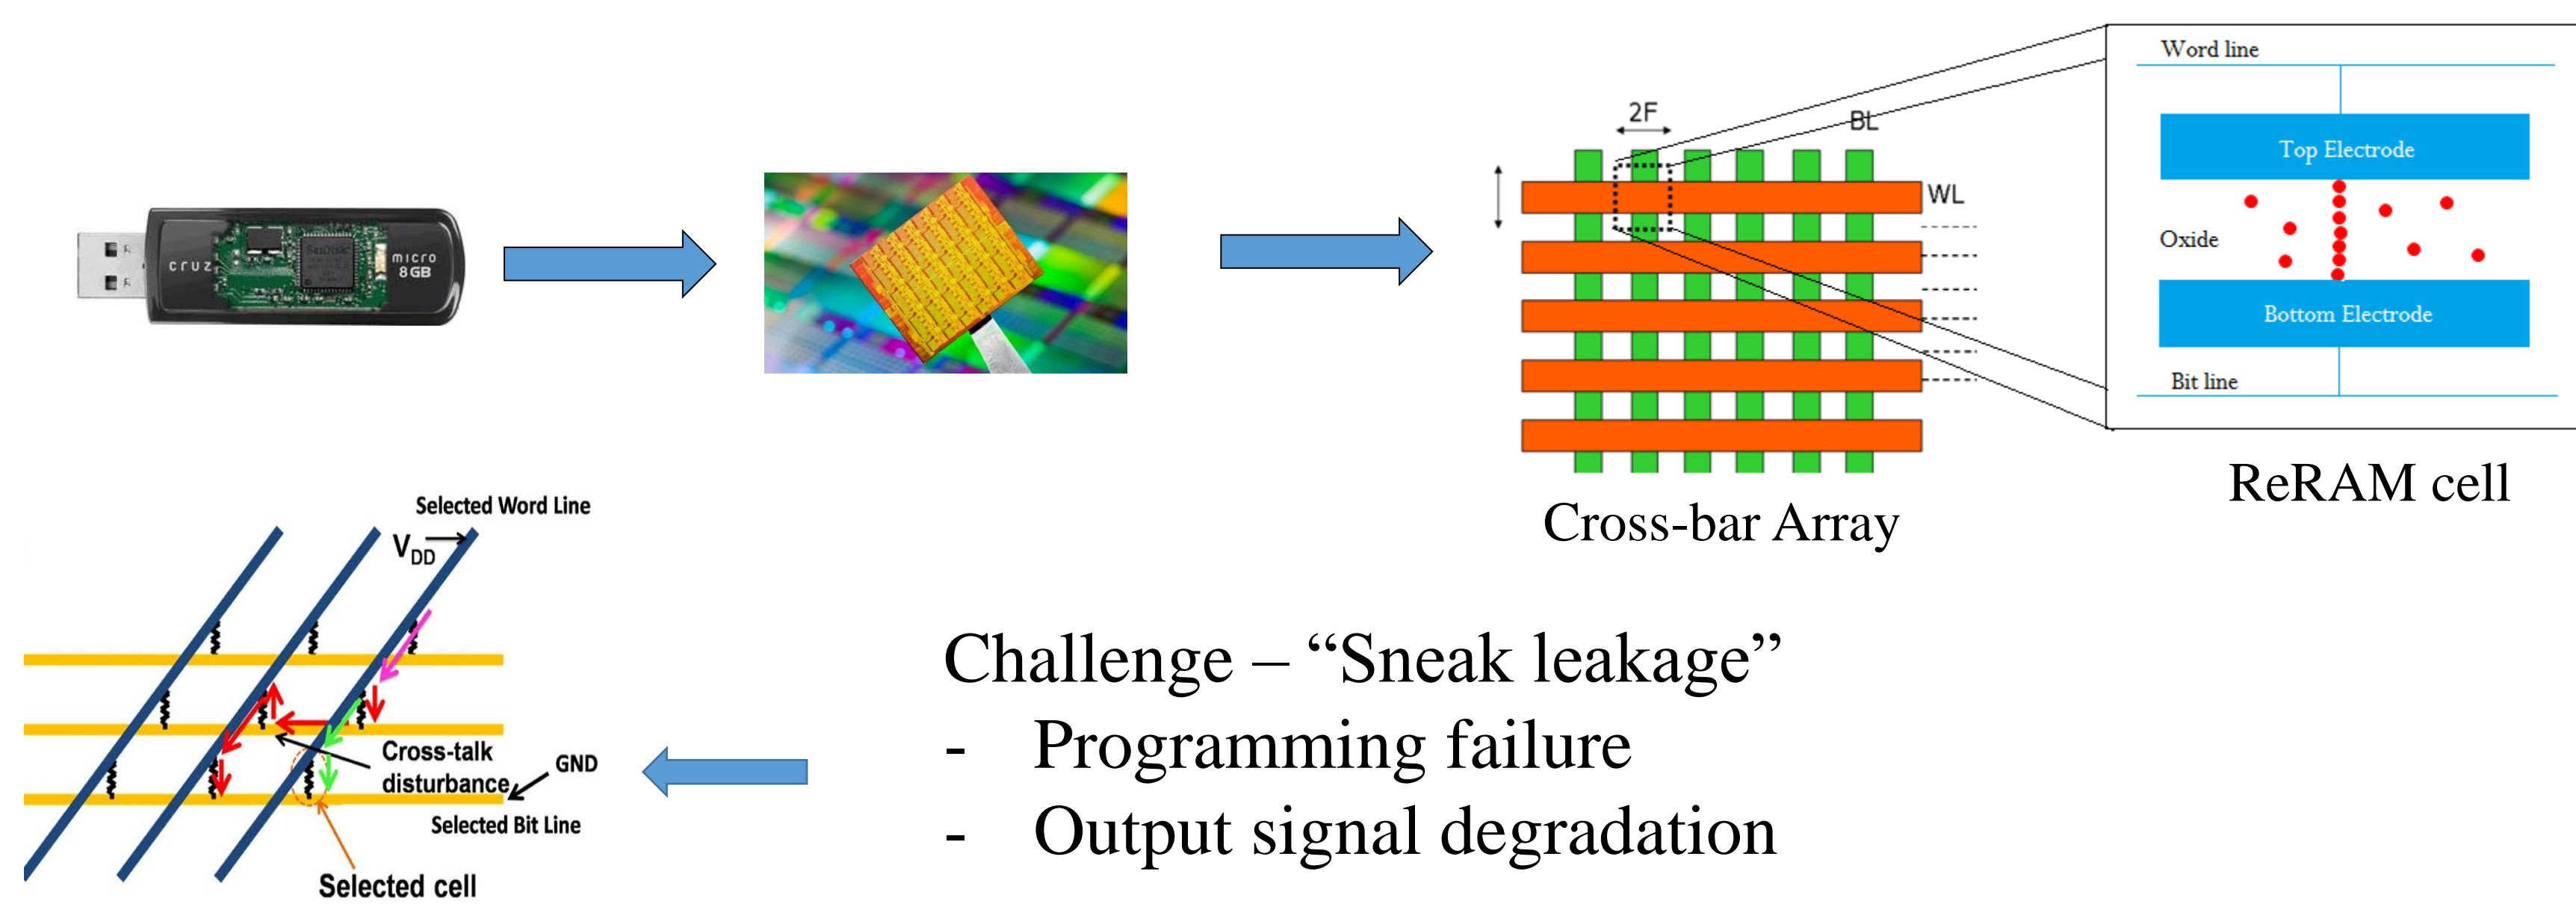 Word line
Top Electrode
Oxide
Bottom Electrode
Bit line
ReRAM cell
2F
BL
WL
Cross-bar Array
cruz
SanDisk
micro
8GB
Selected Word Line
VDD
Cross-talk
disturbance
GND
Selected Bit Line
Selected cell
Challenge – “Sneak leakage”
- Programming failure
- Output signal degradation